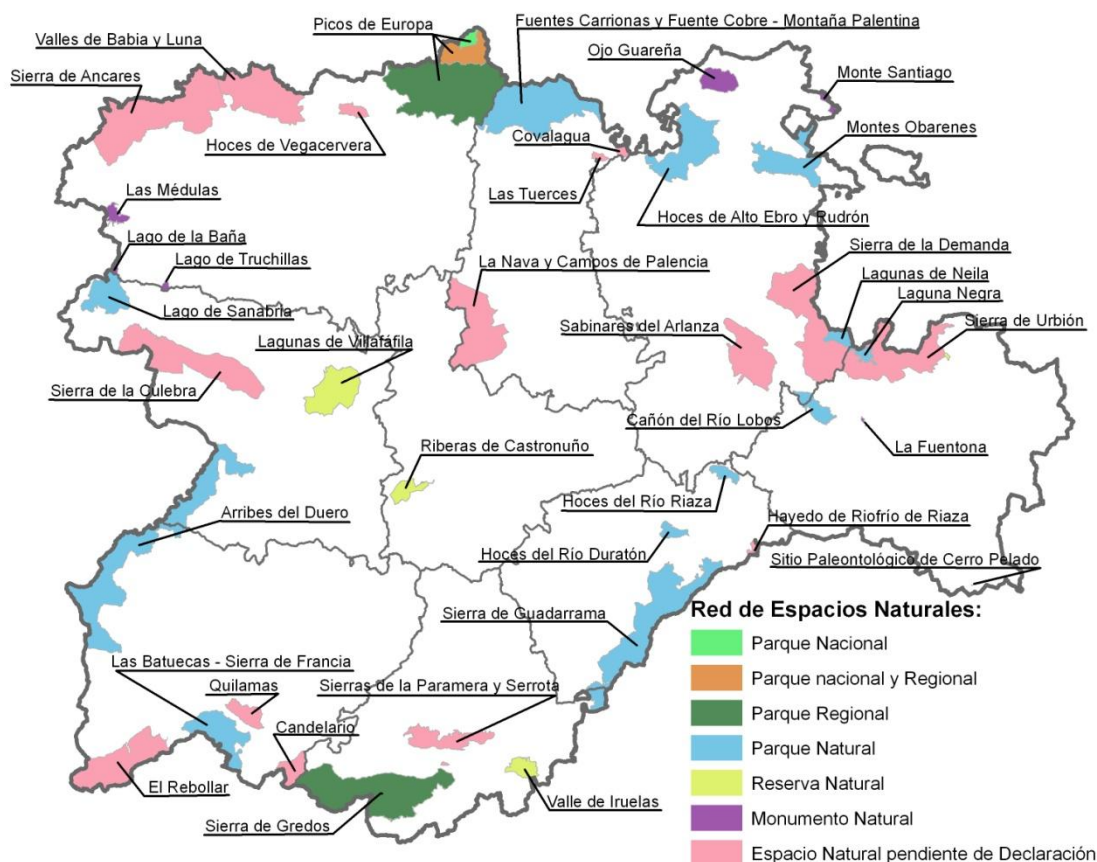 Fuentes Carrionas y Fuente Cobre - Montaña Palentina
Picos de Europa
Valles de Babia y Luna
Ojo Guareña
Sierra de Ancares
Monte Santiago
Covalagua
Montes Obarenes
Hoces de Vegacervera
Las Tuerces
Las Médulas
Hoces de Alto Ebro y Rudrón
Lago de la Baña
Sierra de la Demanda
Lago de Truchillas
La Nava y Campos de Palencia
Lagunas de Neila
Laguna Negra
Lago de Sanabria
Sabinares del Arlanza
Sierra de Urbión
Lagunas de Villafáfila
Sierra de la Culebra
Cañón del Río Lobos
Riberas de Castronuño
La Fuentona
Hoces del Río Riaza
Arribes del Duero
Hayedo de Riofrío de Riaza
Hoces del Río Duratón
Sitio Paleontológico de Cerro Pelado
Sierra de Guadarrama
Red de Espacios Naturales:
Parque Nacional
Parque nacional y Regional
Parque Regional
Parque Natural
Reserva Natural
Monumento Natural
Espacio Natural pendiente de Declaración
Las Batuecas - Sierra de Francia
Quilamas
Sierras de la Paramera y Serrota
Candelario
El Rebollar
Valle de Iruelas
Sierra de Gredos